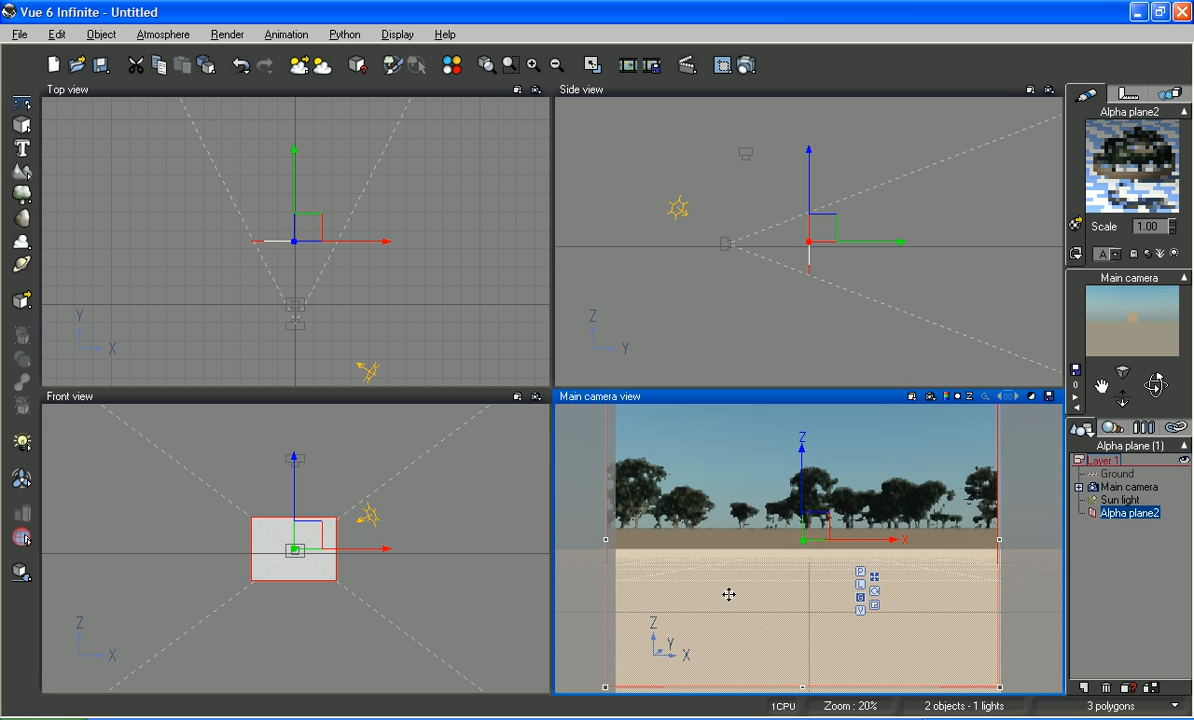 Vue 6 Infinite - Untitled
File Edit Object Atmosphere Render Animation Python Display Help
Top view
Side view
Y
X
Z
Y
Front view
Main camera view
Z
X
Z
X
Z
Y
X
P
L
G
V
Alpha plane2
Scale 1.00
A
Main camera
0
Alpha plane (1)
Layer 1
Ground
Main camera
Sun light
Alpha plane2
1CPU Zoom : 20% 2 objects - 1 lights 3 polygons